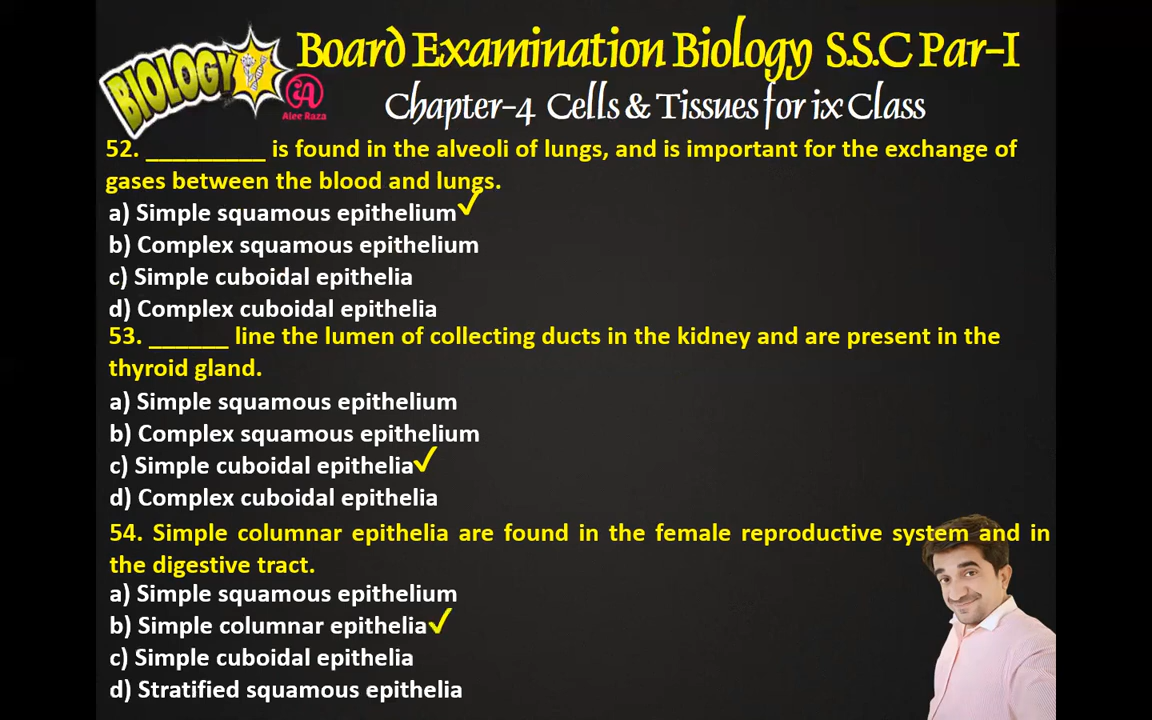 BIOLOGY
Alee Raza
Board Examination Biology S.S.C Par-I
Chapter-4 Cells & Tissues for ix Class
52. _________ is found in the alveoli of lungs, and is important for the exchange of
gases between the blood and lungs.
a) Simple squamous epithelium✓
b) Complex squamous epithelium
c) Simple cuboidal epithelia
d) Complex cuboidal epithelia
53. ______ line the lumen of collecting ducts in the kidney and are present in the
thyroid gland.
a) Simple squamous epithelium
b) Complex squamous epithelium
c) Simple cuboidal epithelia✓
d) Complex cuboidal epithelia
54. Simple columnar epithelia are found in the female reproductive system and in
the digestive tract.
a) Simple squamous epithelium
b) Simple columnar epithelia✓
c) Simple cuboidal epithelia
d) Stratified squamous epithelia